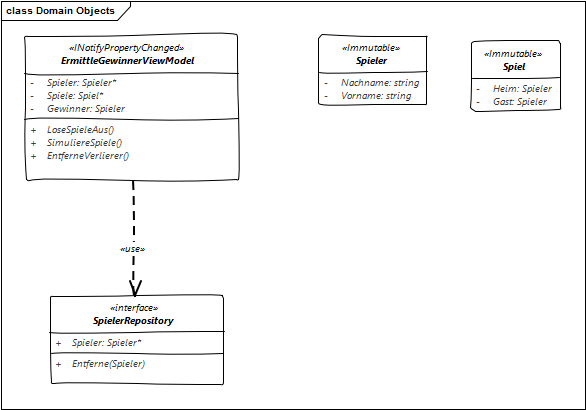 class Domain Objects
«INotifyPropertyChanged»
ErmittleGewinnerViewModel
- Spieler: Spieler*
- Spiele: Spiel*
- Gewinner: Spieler
+ LoseSpieleAus()
+ SimuliereSpiele()
+ EntferneVerlierer()
«Immutable»
Spieler
- Nachname: string
- Vorname: string
«Immutable»
Spiel
- Heim: Spieler
- Gast: Spieler
«use»
«interface»
SpielerRepository
+ Spieler: Spieler*
+ Entferne(Spieler)